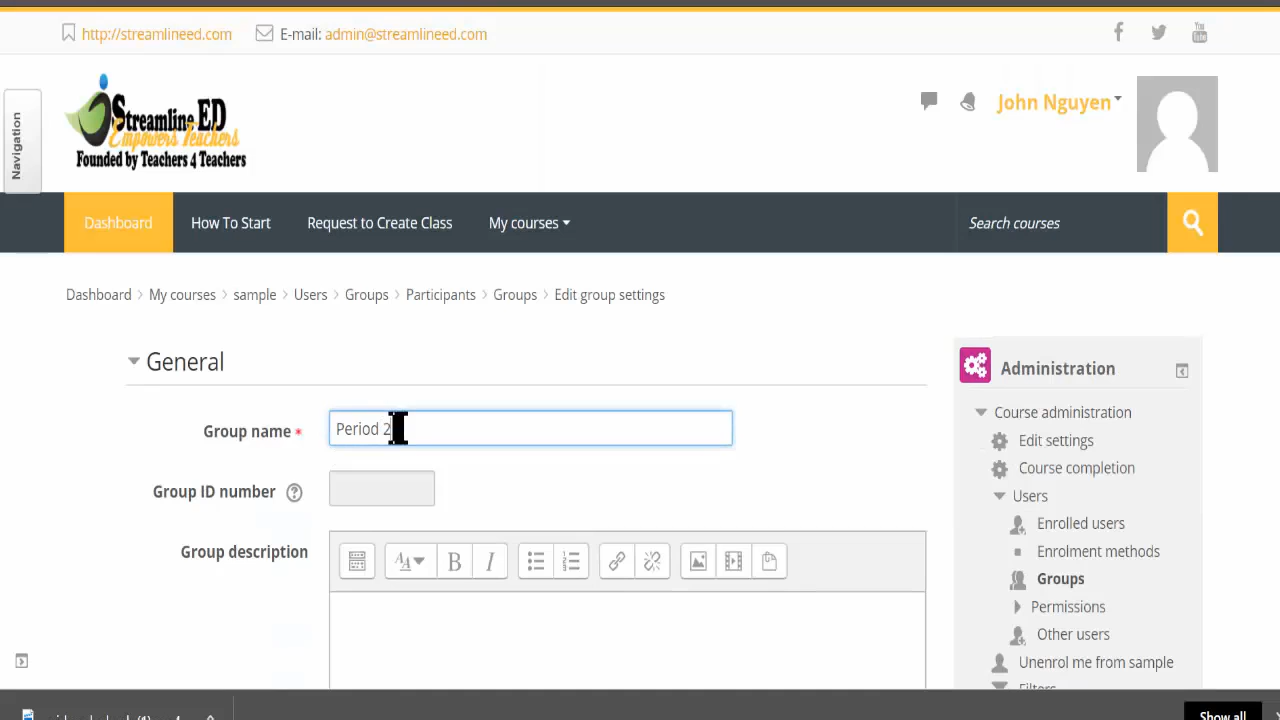 http://streamlineed.com E-mail: admin@streamlineed.com You Tube
Streamline ED
Empowers Teachers
Founded by Teachers 4 Teachers
John Nguyen
Navigation
Dashboard How To Start Request to Create Class My courses Search courses
Dashboard My courses sample Users Groups Participants Groups Edit group settings
General
Group name * Period 2
Group ID number ?
Group description
B I
Administration
Course administration
Edit settings
Course completion
Users
Enrolled users
Enrolment methods
Groups
Permissions
Other users
Unenrol me from sample
Filters
Show all